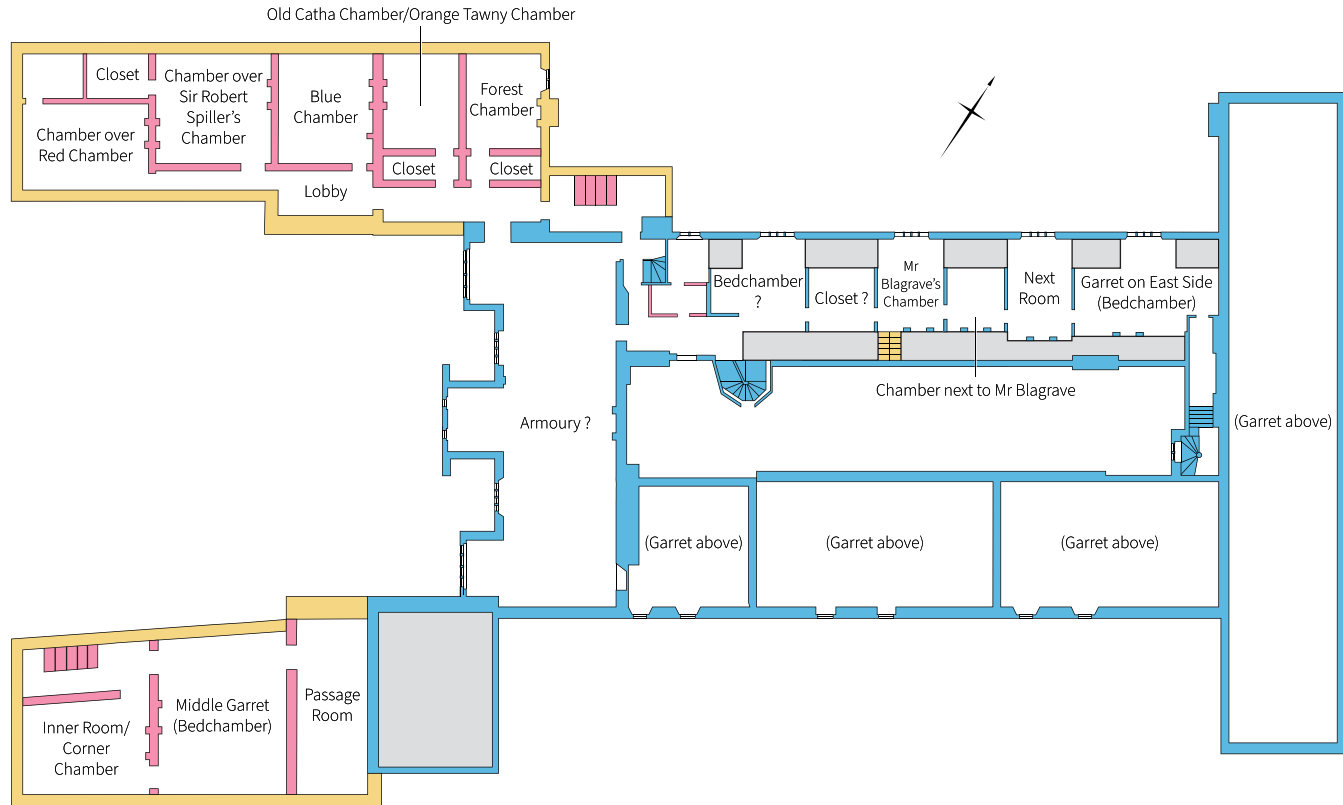 Old Catha Chamber/Orange Tawny Chamber
Closet
Chamber over
Sir Robert
Spiller’s
Chamber
Blue
Chamber
Forest
Chamber
Chamber over
Red Chamber
Closet
Closet
Lobby
Bedchamber
?
Closet ?
Mr
Blagrave’s
Chamber
Next
Room
Garret on East Side
(Bedchamber)
Chamber next to Mr Blagrave
Armoury ?
(Garret above)
(Garret above)
(Garret above)
(Garret above)
Inner Room/
Corner
Chamber
Middle Garret
(Bedchamber)
Passage
Room